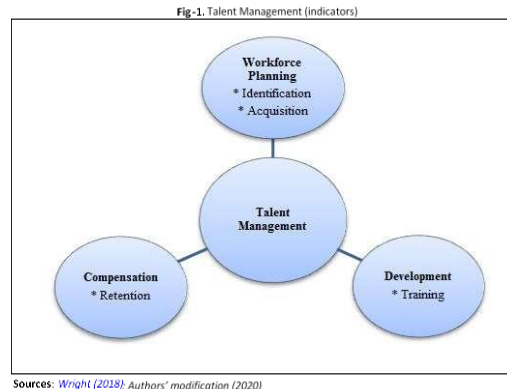 Fig-1. Talent Management (indicators)
Workforce
Planning
* Identification
* Acquisition
Talent
Management
Compensation
* Retention
Development
* Training
Sources: Wright (2018); Authors' modification (2020)